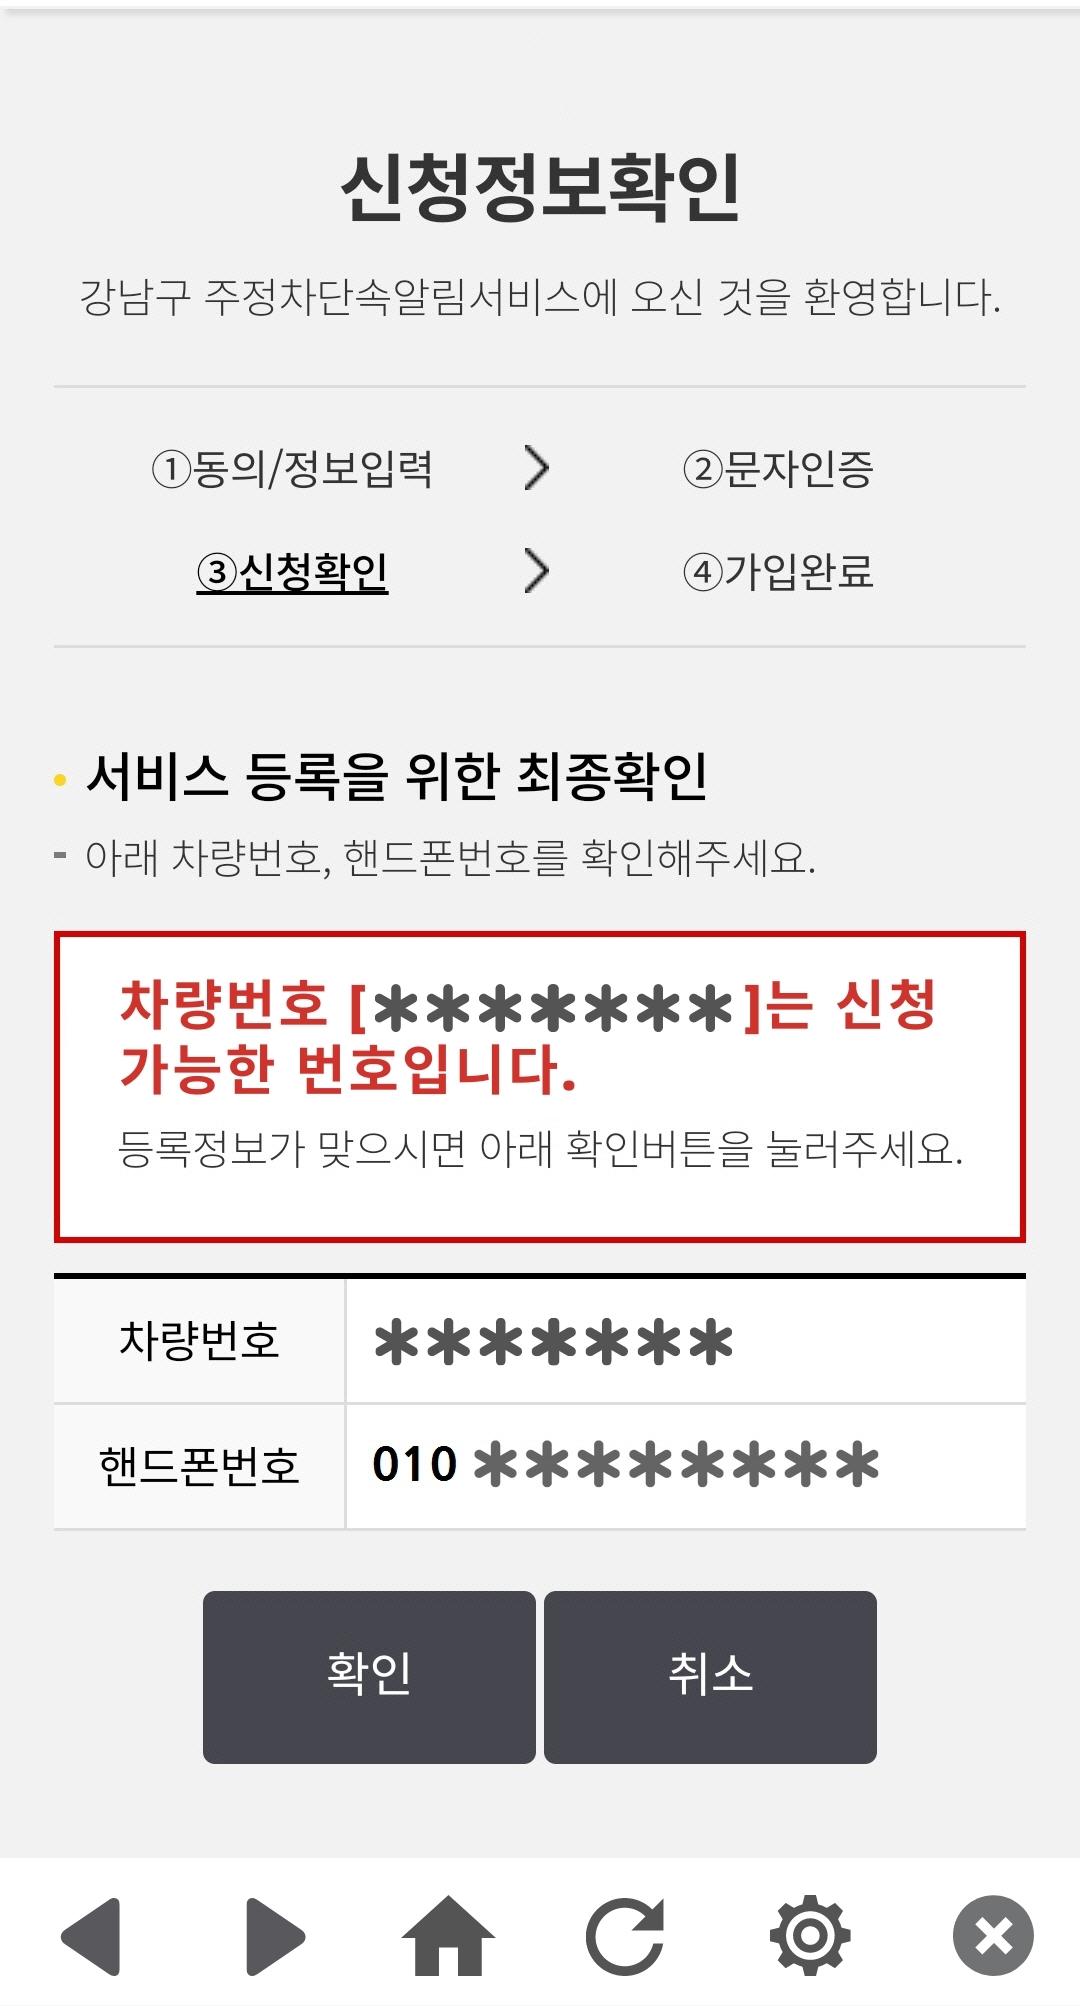 신청정보확인
강남구 주정차단속알림서비스에 오신 것을 환영합니다.
①동의/정보입력
②문자인증
③신청확인
④가입완료
서비스 등록을 위한 최종확인
- 아래 차량번호, 핸드폰번호를 확인해주세요.
차량번호 [*******]는 신청
가능한 번호입니다.
등록정보가 맞으시면 아래 확인버튼을 눌러주세요.
차량번호 *******
핸드폰번호 010 ********
확인 취소